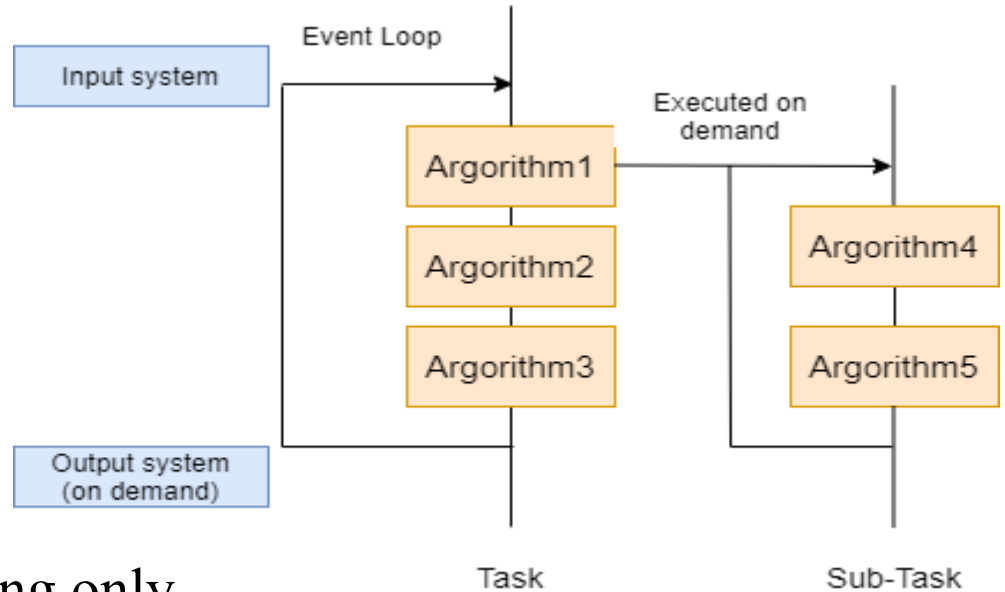 Event Loop
Input system
Executed on
demand
Argorithm1
Argorithm2
Argorithm3
Argorithm4
Argorithm5
Output system
(on demand)
only
Task
Sub-Task